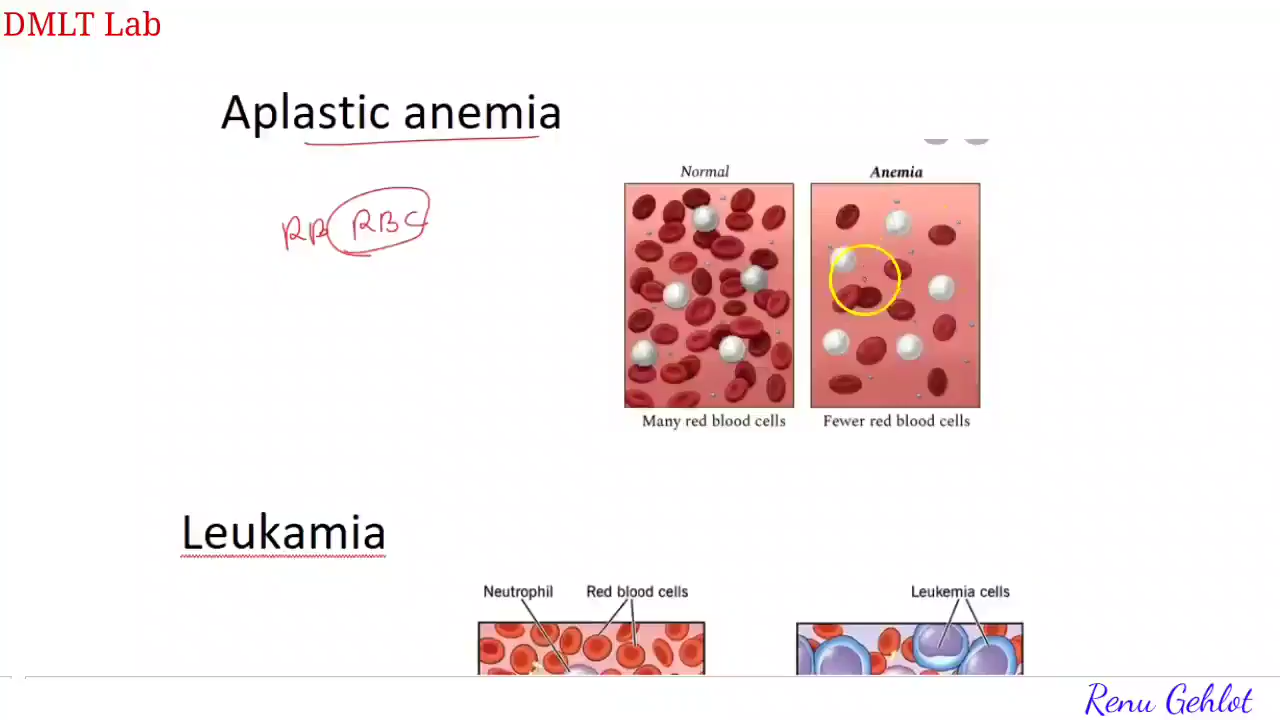 DMLT Lab
Aplastic anemia
RB RBC
Normal
Anemia
Many red blood cells
Fewer red blood cells
Leukamia
Neutrophil
Red blood cells
Leukemia cells
Renu Gehlot